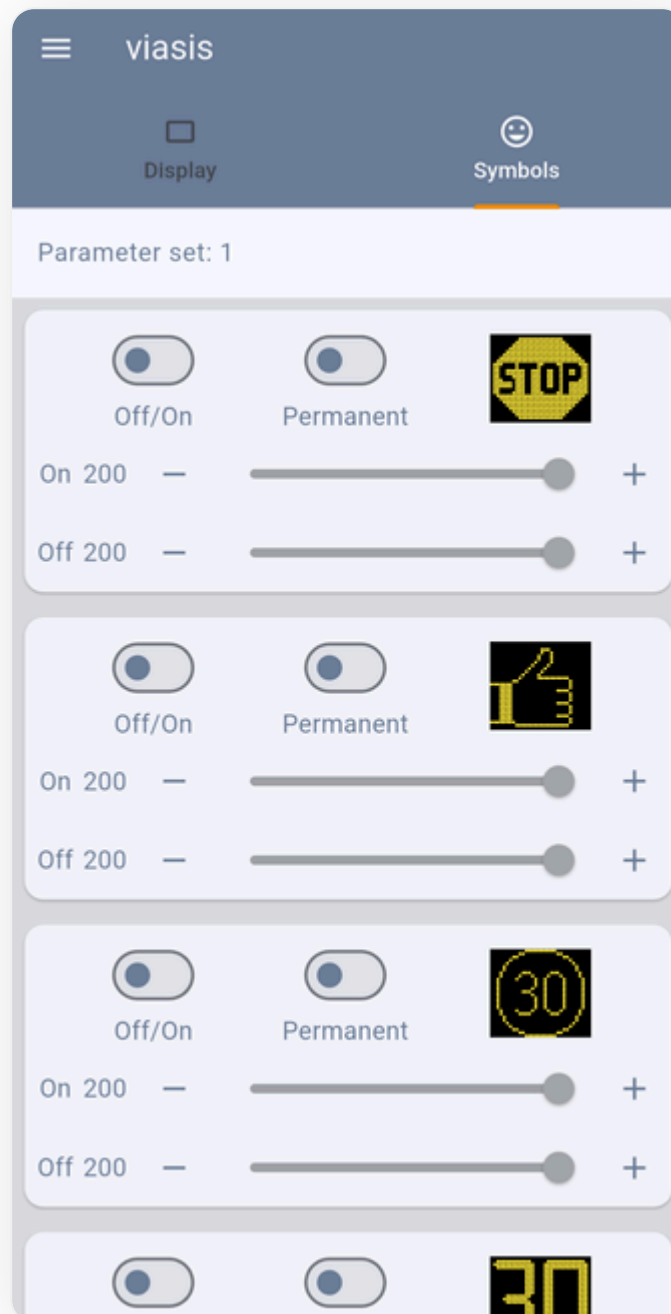 viasis
Display Symbols
Parameter set: 1
Off/On Permanent STOP
On 200 − +
Off 200 − +
Off/On Permanent
On 200 − +
Off 200 − +
Off/On Permanent 30
On 200 − +
Off 200 − +
30